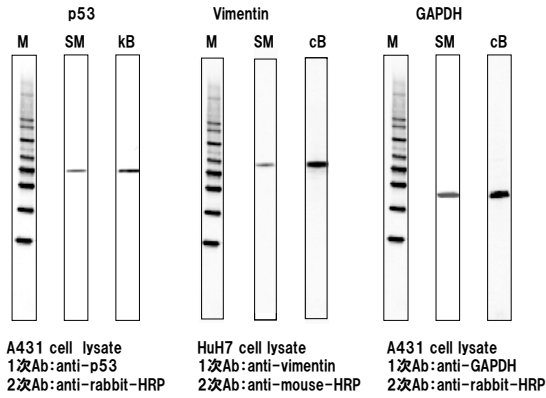 p53
M SM kB
A431 cell lysate
1次Ab:anti-p53
2次Ab:anti-rabbit-HRP
Vimentin
M SM cB
HuH7 cell lysate
1次Ab:anti-vimentin
2次Ab:anti-mouse-HRP
GAPDH
M SM cB
A431 cell lysate
1次Ab:anti-GAPDH
2次Ab:anti-rabbit-HRP